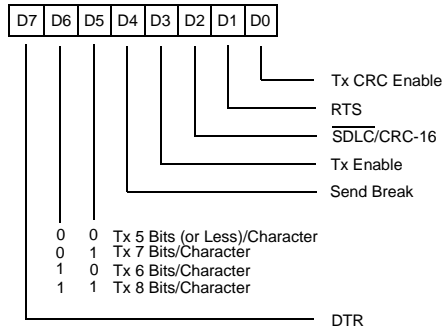 D7 D6 D5 D4 D3 D2 D1 D0
Tx CRC Enable
RTS
SDLC/CRC-16
Tx Enable
Send Break
0 0 Tx 5 Bits (or Less)/Character
0 1 Tx 7 Bits/Character
1 0 Tx 6 Bits/Character
1 1 Tx 8 Bits/Character
DTR